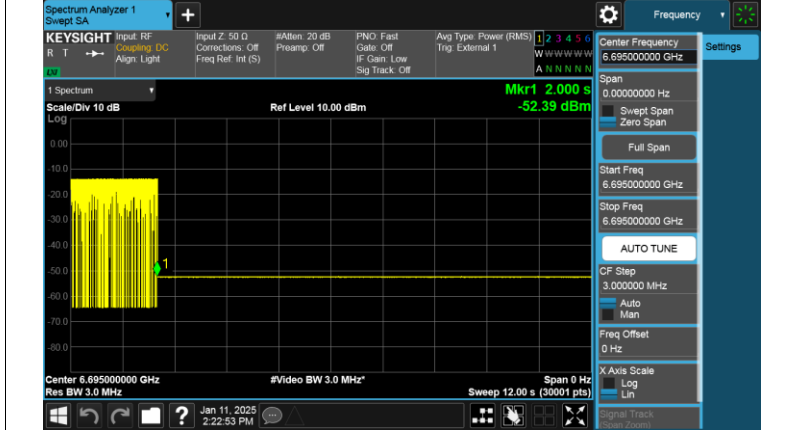 Spectrum Analyzer 1
Swept SA
+
Frequency
KEYSIGHT
R T
LXI
Input: RF
Coupling: DC
Align: Light
Input Z: 50 Ω
Corrections: Off
Freq Ref: Int (S)
#Atten: 20 dB
Preamp: Off
PNO: Fast
Gate: Off
IF Gain: Low
Sig Track: Off
Avg Type: Power (RMS)
Trig: External 1
1 2 3 4 5 6
W W W W W W
A N N N N N
Center Frequency
6.695000000 GHz
Settings
Span
0.00000000 Hz
Swept Span
Zero Span
Full Span
Start Freq
6.695000000 GHz
Stop Freq
6.695000000 GHz
AUTO TUNE
CF Step
3.000000 MHz
Auto
Man
Freq Offset
0 Hz
X Axis Scale
Log
Lin
Signal Track
(Span Zoom)
1 Spectrum
Scale/Div 10 dB
Ref Level 10.00 dBm
Mkr1 2.000 s
-52.39 dBm
Log
0.00
-10.0
-20.0
-30.0
-40.0
-50.0
-60.0
-70.0
-80.0
1
Center 6.695000000 GHz
Res BW 3.0 MHz
#Video BW 3.0 MHz*
Span 0 Hz
Sweep 12.00 s (30001 pts)
?
Jan 11, 2025
2:22:53 PM